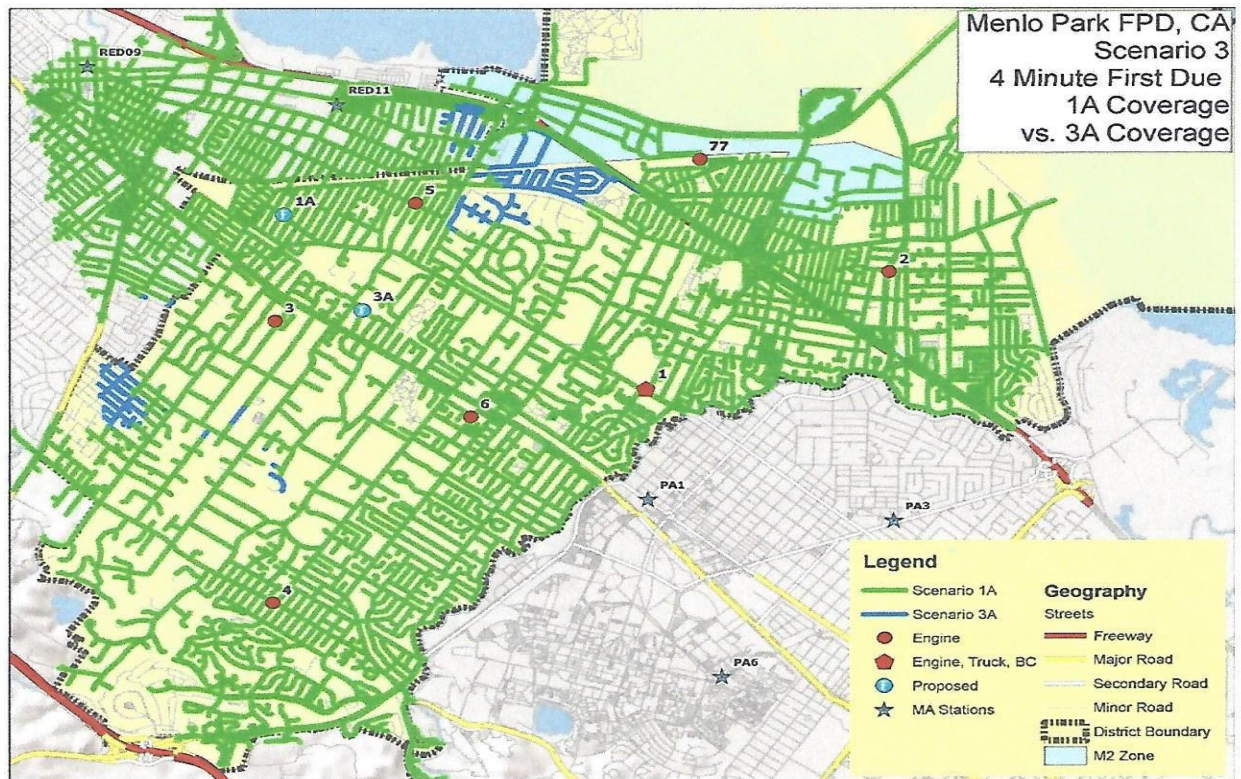 Menlo Park FPD, CA
Scenario 3
4 Minute First Due
1A Coverage
vs. 3A Coverage
RED09
RED11
77
5
1A
2
3A
3
1
6
PA1
PA3
4
PA6
Legend
Scenario 1A
Scenario 3A
Engine
Engine, Truck, BC
Proposed
MA Stations
Geography
Streets
Freeway
Major Road
Secondary Road
Minor Road
District Boundary
M2 Zone